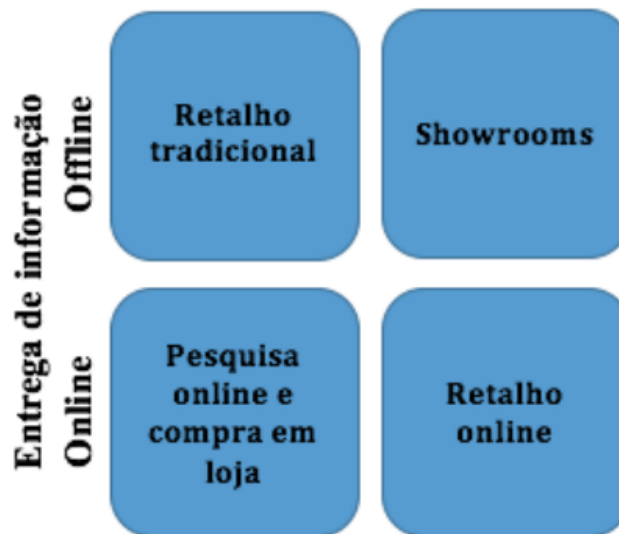 Entrega de informação
Offline
Online
Retalho
tradicional
Showrooms
Pesquisa
online e
compra em
loja
Retalho
online